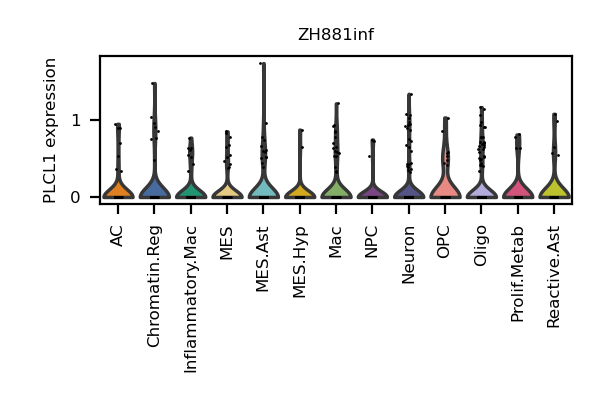 ZH881inf
PLCL1 expression
1
0
AC
Chromatin.Reg
Inflammatory.Mac
MES
MES.Ast
MES.Hyp
Mac
NPC
Neuron
OPC
Oligo
Prolif.Metab
Reactive.Ast